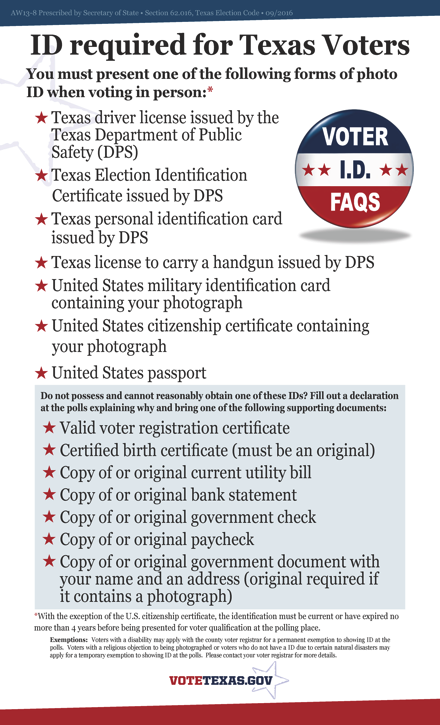 AW13-8 Prescribed by Secretary of State • Section 62.016, Texas Election Code • 09/2016
ID required for Texas Voters
You must present one of the following forms of photo
ID when voting in person:*
★ Texas driver license issued by the
Texas Department of Public
Safety (DPS)
★ Texas Election Identification
Certificate issued by DPS
★ Texas personal identification card
issued by DPS
VOTER
★★ I.D. ★★
FAQS
★ Texas license to carry a handgun issued by DPS
★ United States military identification card
containing your photograph
★ United States citizenship certificate containing
your photograph
★ United States passport
Do not possess and cannot reasonably obtain one of these IDs? Fill out a declaration
at the polls explaining why and bring one of the following supporting documents:
★ Valid voter registration certificate
★ Certified birth certificate (must be an original)
★ Copy of or original current utility bill
★ Copy of or original bank statement
★ Copy of or original government check
★ Copy of or original paycheck
★ Copy of or original government document with
your name and an address (original required if
it contains a photograph)
*With the exception of the U.S. citizenship certificate, the identification must be current or have expired no
more than 4 years before being presented for voter qualification at the polling place.
Exemptions: Voters with a disability may apply with the county voter registrar for a permanent exemption to showing ID at the
polls. Voters with a religious objection to being photographed or voters who do not have a ID due to certain natural disasters may
apply for a temporary exemption to showing ID at the polls. Please contact your voter registrar for more details.
VOTETEXAS.GOV